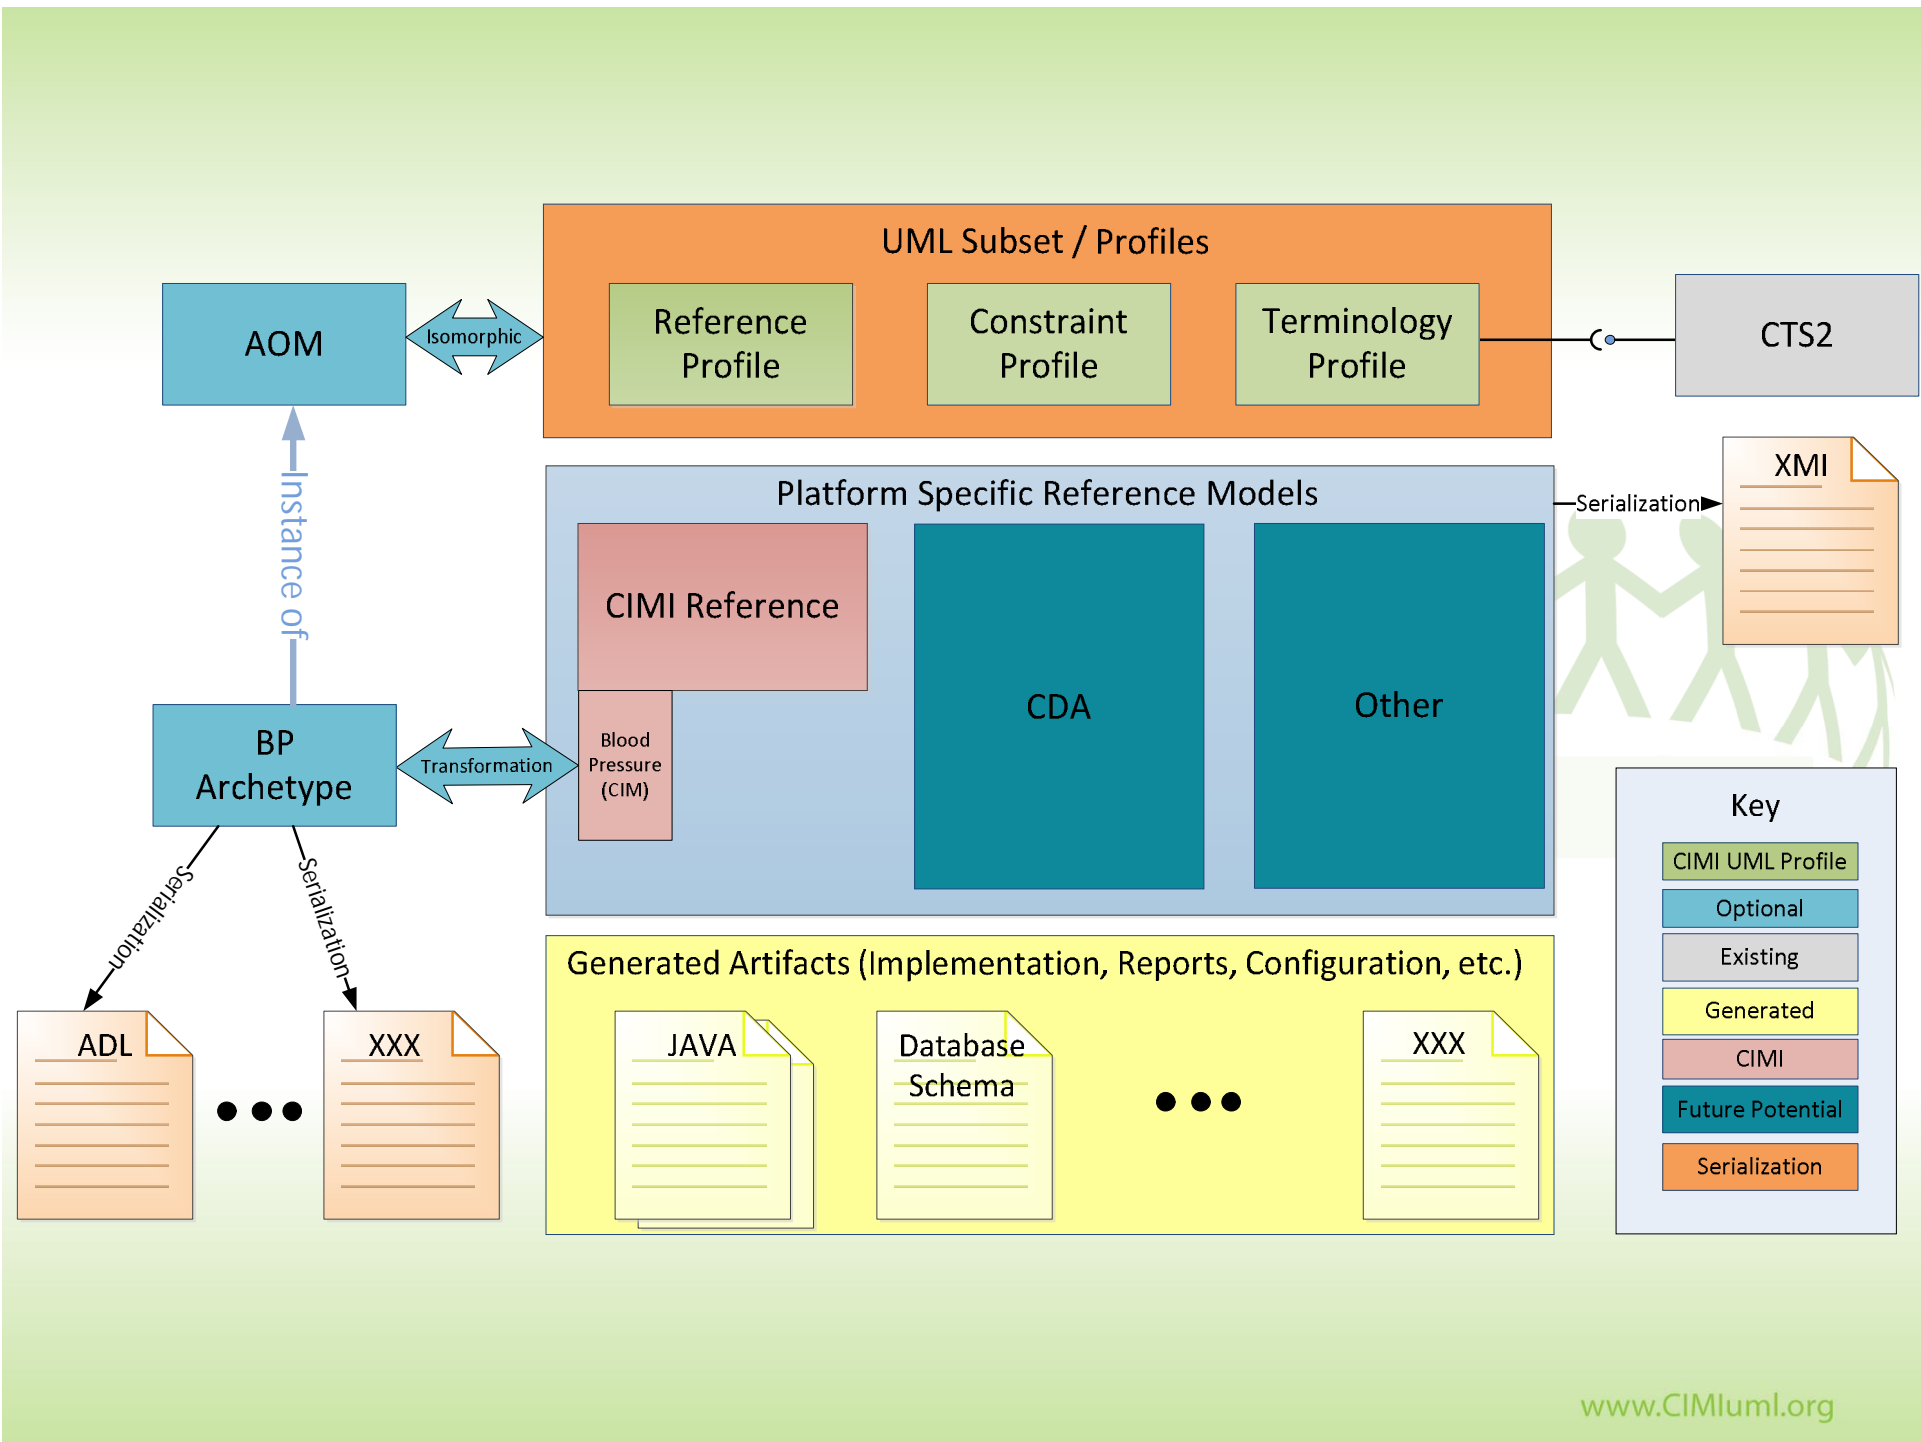 UML Subset / Profiles
AOM
Isomorphic
Reference
Profile
Constraint
Profile
Terminology
Profile
CTS2
Instance of
Platform Specific Reference Models
Serialization
XMI
CIMI Reference
CDA
Other
BP
Archetype
Transformation
Blood
Pressure
(CIM)
Serialization
Serialization
ADL
XXX
Generated Artifacts (Implementation, Reports, Configuration, etc.)
JAVA
Database
Schema
XXX
Key
CIMI UML Profile
Optional
Existing
Generated
CIMI
Future Potential
Serialization
www.CIMIuml.org